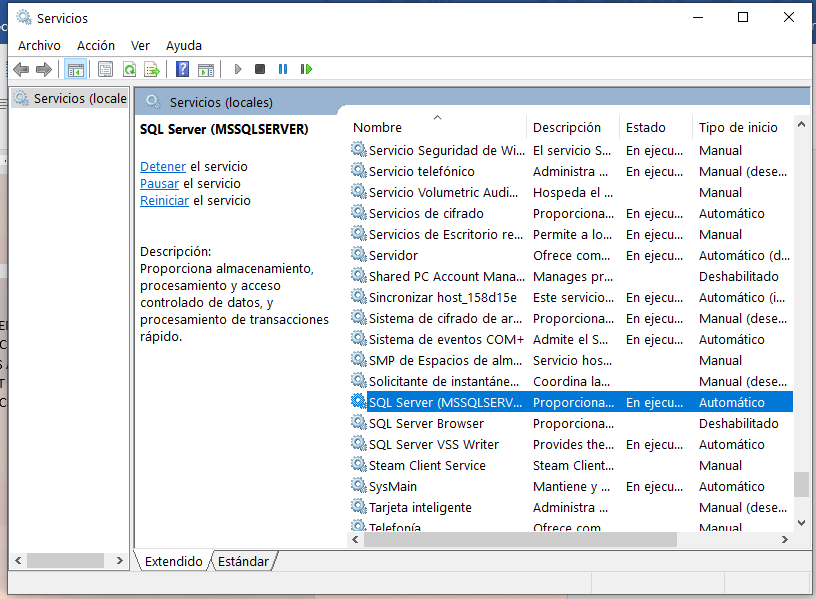 Servicios
Archivo Acción Ver Ayuda
Servicios (locale
Servicios (locales)
SQL Server (MSSQLSERVER)
Detener el servicio
Pausar el servicio
Reiniciar el servicio
Descripción:
Proporciona almacenamiento,
procesamiento y acceso
controlado de datos, y
procesamiento de transacciones
rápido.
Nombre Descripción Estado Tipo de inicio
Servicio Seguridad de Wi... El servicio S... En ejecu... Manual
Servicio telefónico Administra ... En ejecu... Manual (dese...
Servicio Volumetric Audi... Hospeda el ... Manual
Servicios de cifrado Proporciona... En ejecu... Automático
Servicios de Escritorio re... Permite a lo... En ejecu... Manual
Servidor Ofrece com... En ejecu... Automático (d...
Shared PC Account Mana... Manages pr... Deshabilitado
Sincronizar host_158d15e Este servicio... En ejecu... Automático (i...
Sistema de cifrado de ar... Proporciona... En ejecu... Manual (dese...
Sistema de eventos COM+ Admite el S... En ejecu... Automático
SMP de Espacios de alm... Servicio hos... Manual
Solicitante de instantáne... Coordina la... Manual (dese...
SQL Server (MSSQLSERV... Proporciona... En ejecu... Automático
SQL Server Browser Proporciona... Deshabilitado
SQL Server VSS Writer Provides the... En ejecu... Automático
Steam Client Service Steam Client... Manual
SysMain Mantiene y ... En ejecu... Automático
Tarjeta inteligente Administra ... Manual (dese...
Telefonía Ofrece com... Manual
Extendido Estándar